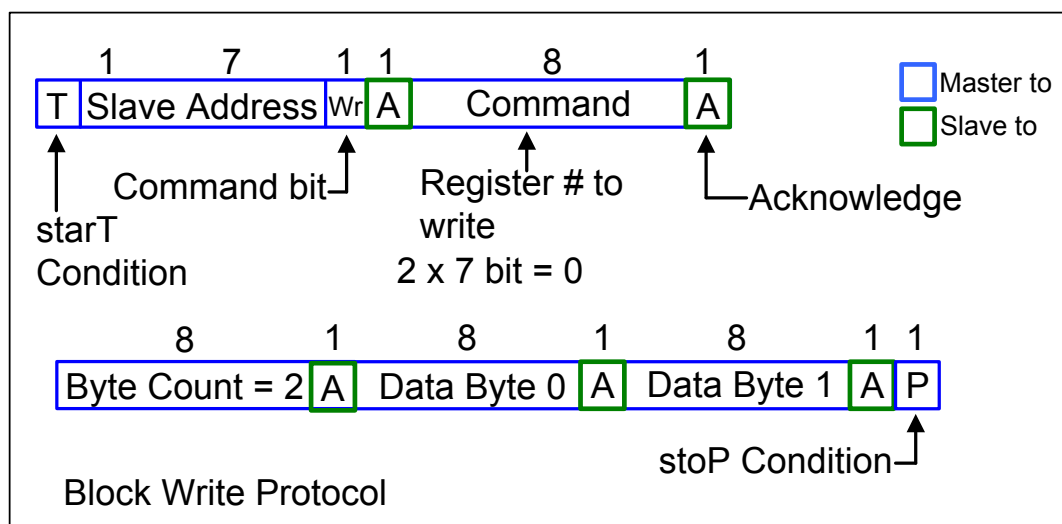 1 7 1 1 8 1
T Slave Address Wr A Command A
Master to
Slave to
Command bit
Register # to
write
2 x 7 bit = 0
Acknowledge
starT
Condition
8 1 8 1 8 1 1
Byte Count = 2 A Data Byte 0 A Data Byte 1 A P
stoP Condition
Block Write Protocol